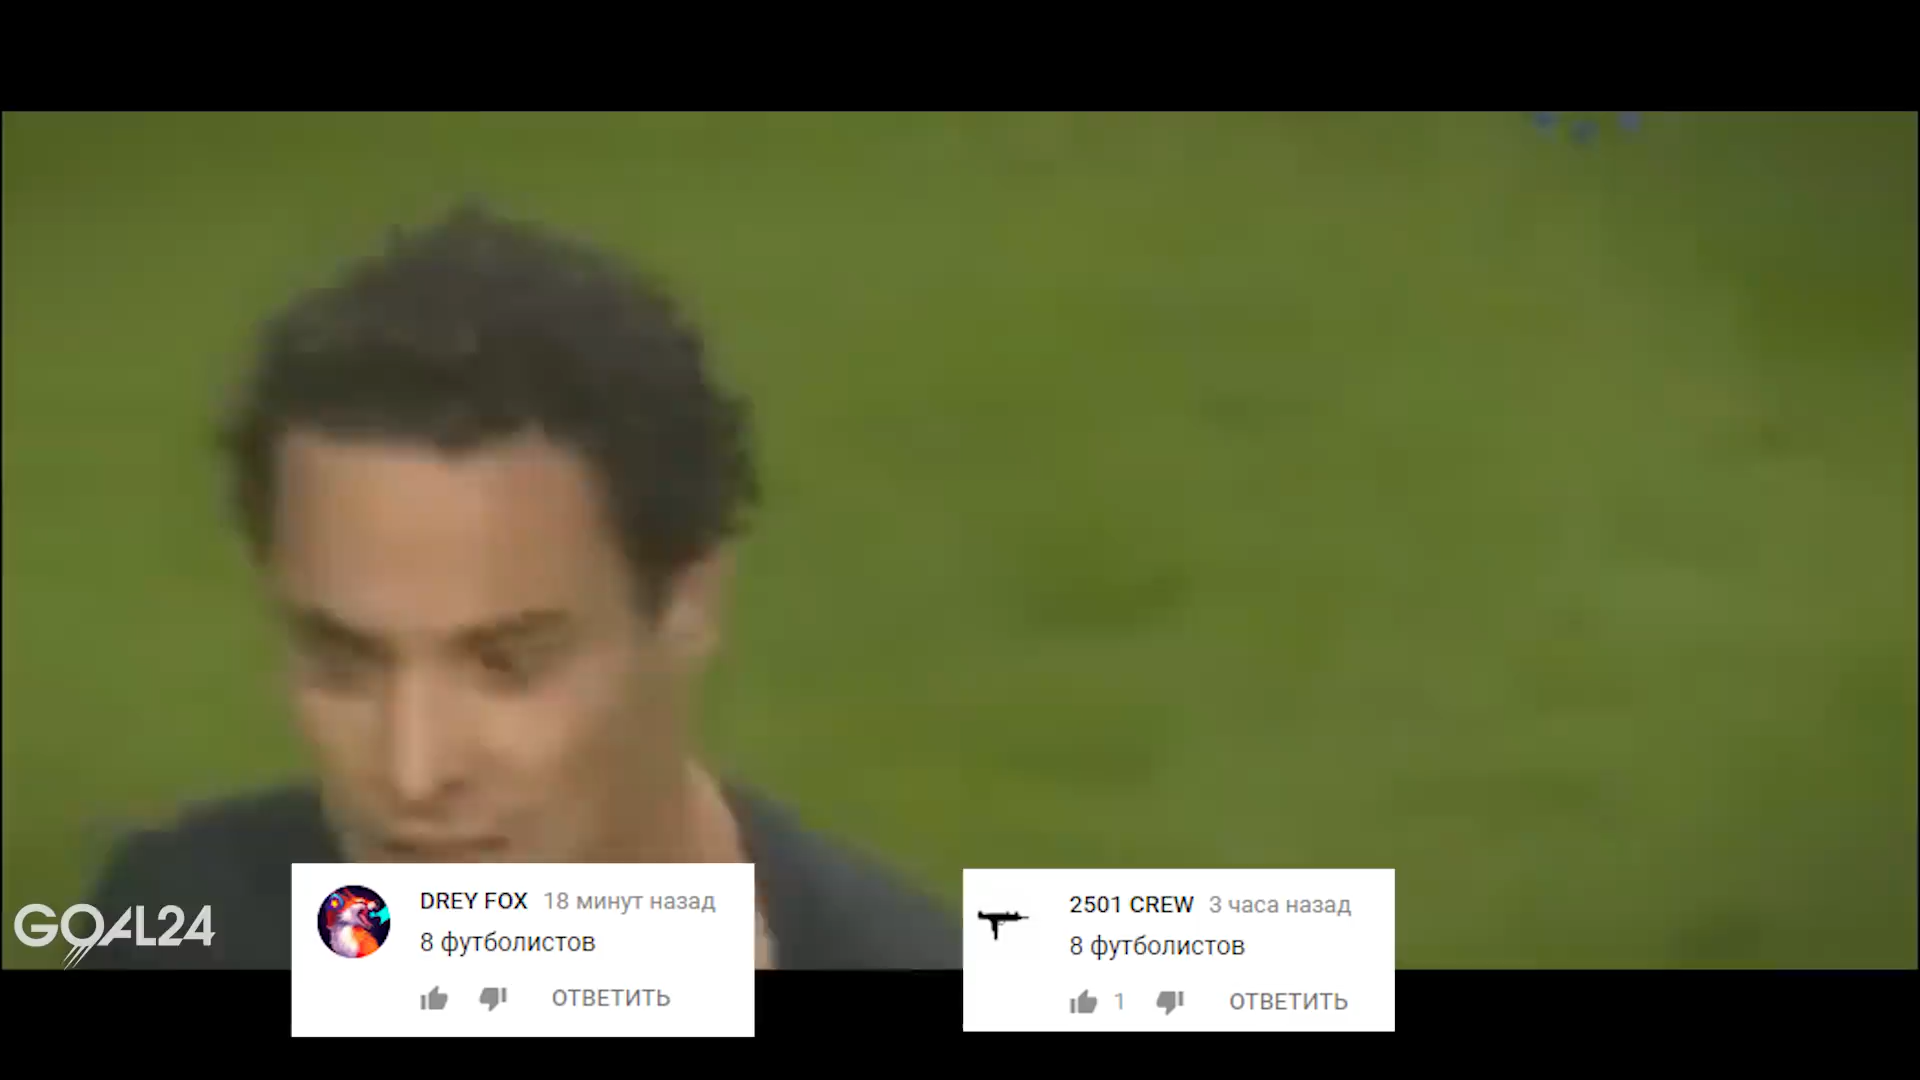 GOAL24
DREY FOX 18 минут назад
8 футболистов
ОТВЕТИТЬ
2501 CREW 3 часа назад
8 футболистов
1 ОТВЕТИТЬ